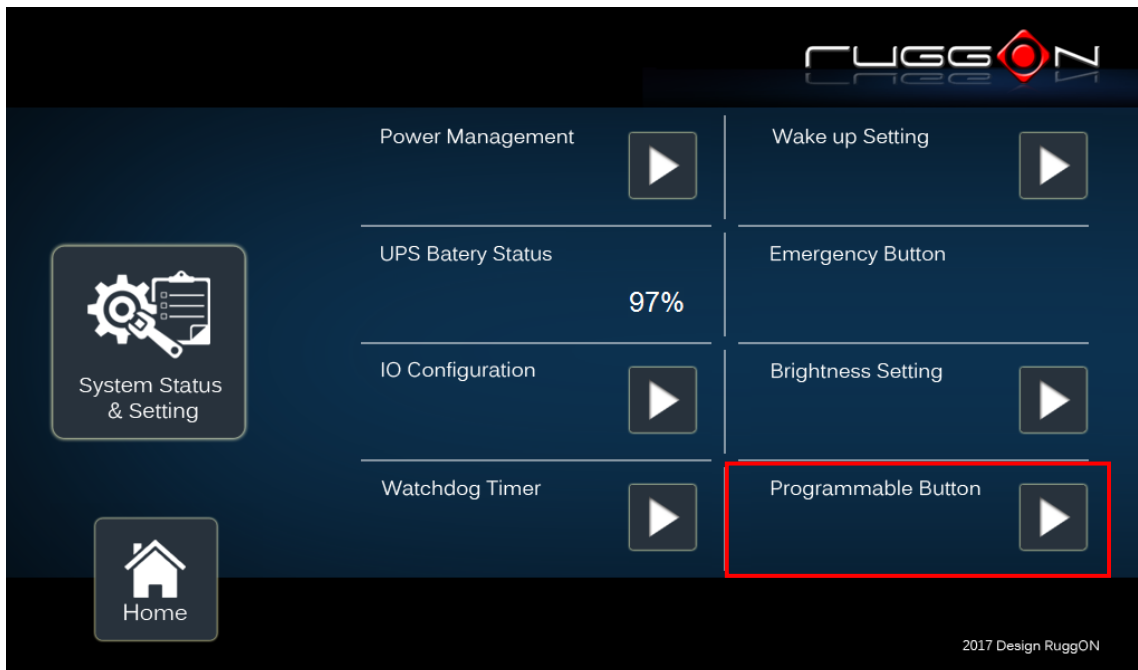 ruggON
Power Management
Wake up Setting
UPS Batery Status
97%
Emergency Button
System Status
& Setting
IO Configuration
Brightness Setting
Watchdog Timer
Programmable Button
Home
2017 Design RuggON